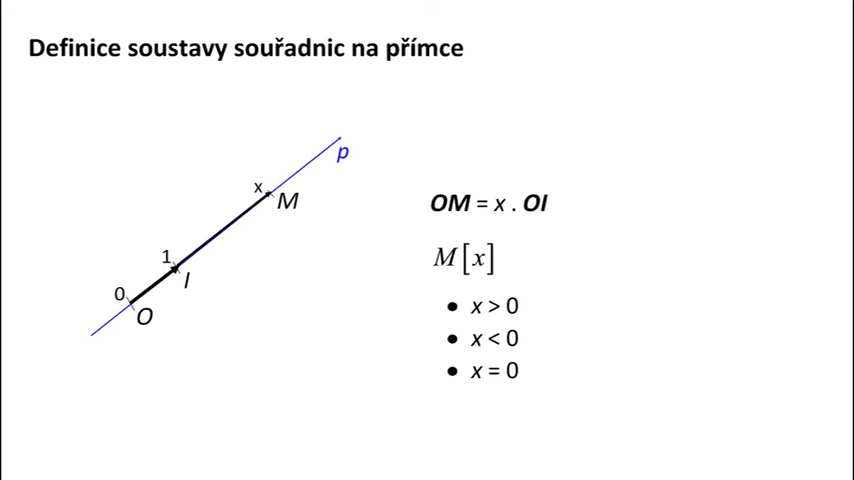 Definice soustavy souřadnic na přímce
p
x
M
1
I
0
O
OM = x . OI
M[x]
• x > 0
• x < 0
• x = 0